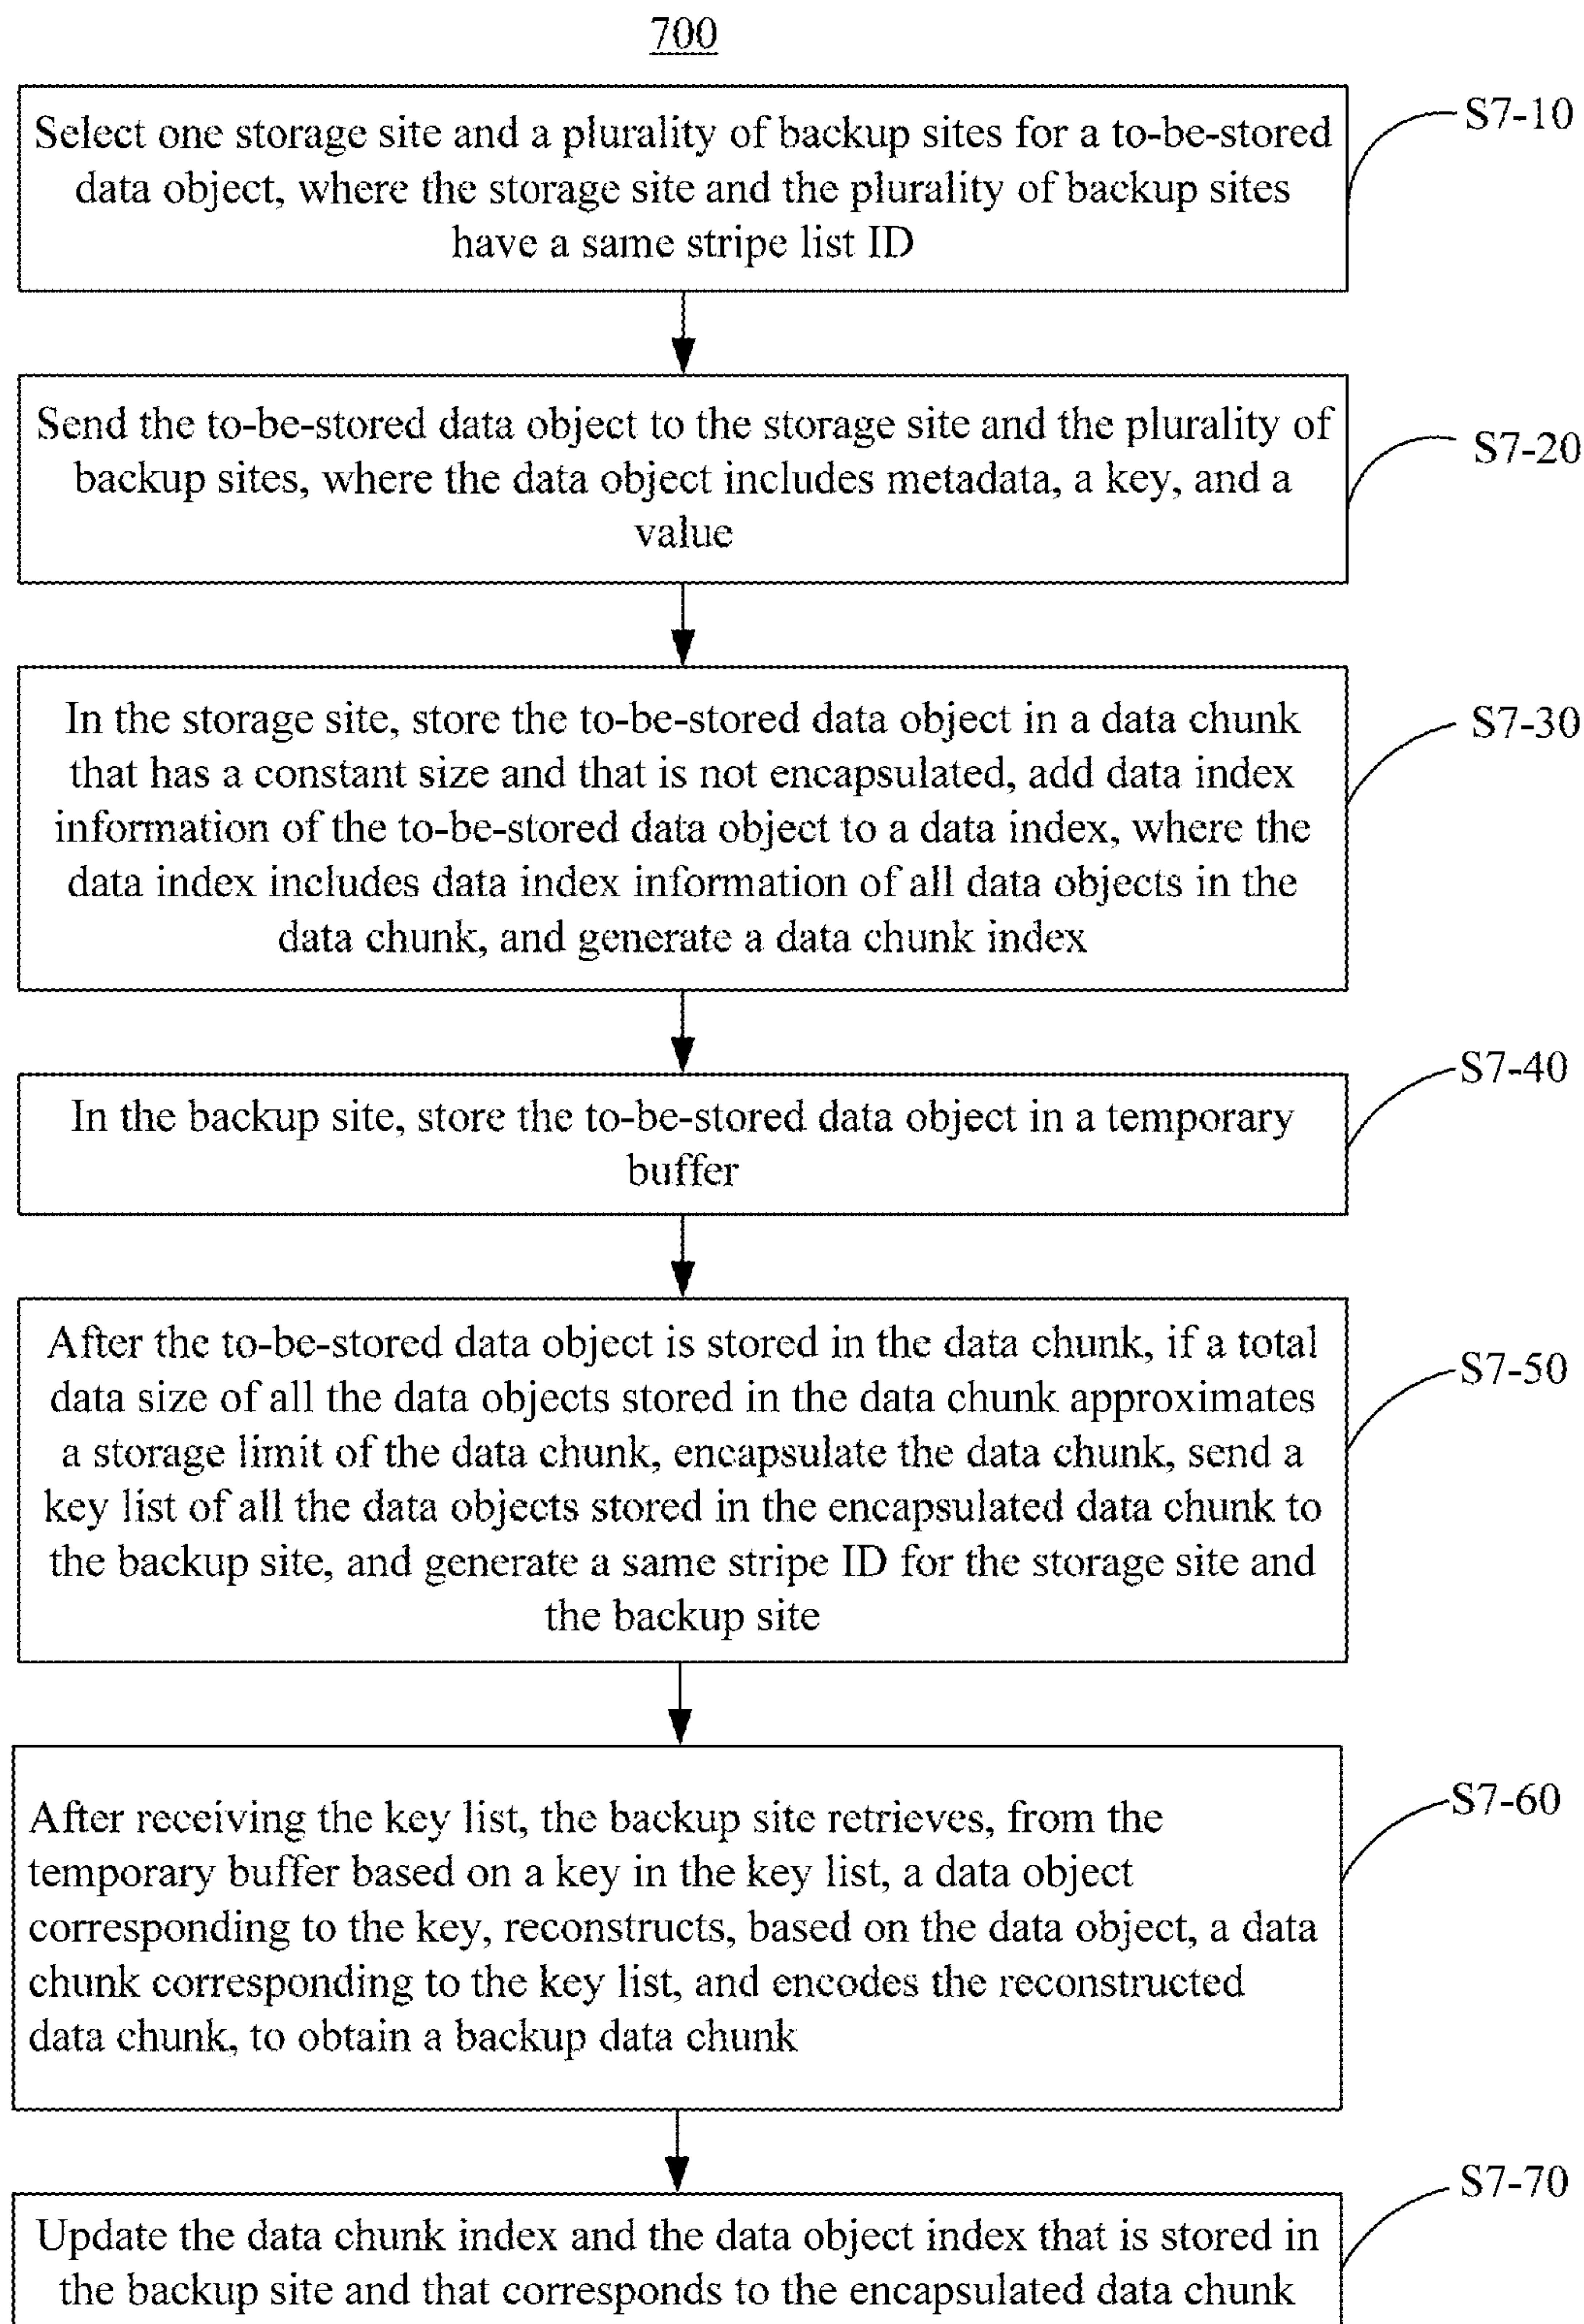 700
Select one storage site and a plurality of backup sites for a to-be-stored
data object, where the storage site and the plurality of backup sites
have a same stripe list ID
S7-10
Send the to-be-stored data object to the storage site and the plurality of
backup sites, where the data object includes metadata, a key, and a
value
S7-20
In the storage site, store the to-be-stored data object in a data chunk
that has a constant size and that is not encapsulated, add data index
information of the to-be-stored data object to a data index, where the
data index includes data index information of all data objects in the
data chunk, and generate a data chunk index
S7-30
In the backup site, store the to-be-stored data object in a temporary
buffer
S7-40
After the to-be-stored data object is stored in the data chunk, if a total
data size of all the data objects stored in the data chunk approximates
a storage limit of the data chunk, encapsulate the data chunk, send a
key list of all the data objects stored in the encapsulated data chunk to
the backup site, and generate a same stripe ID for the storage site and
the backup site
S7-50
After receiving the key list, the backup site retrieves, from the
temporary buffer based on a key in the key list, a data object
corresponding to the key, reconstructs, based on the data object, a data
chunk corresponding to the key list, and encodes the reconstructed
data chunk, to obtain a backup data chunk
S7-60
Update the data chunk index and the data object index that is stored in
the backup site and that corresponds to the encapsulated data chunk
S7-70